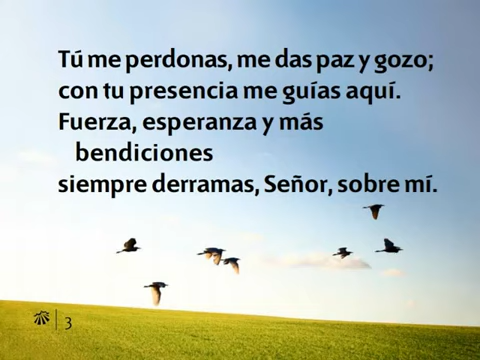 Tú me perdonas, me das paz y gozo;
con tu presencia me guías aquí.
Fuerza, esperanza y más
bendiciones
siempre derramas, Señor, sobre mí.
3